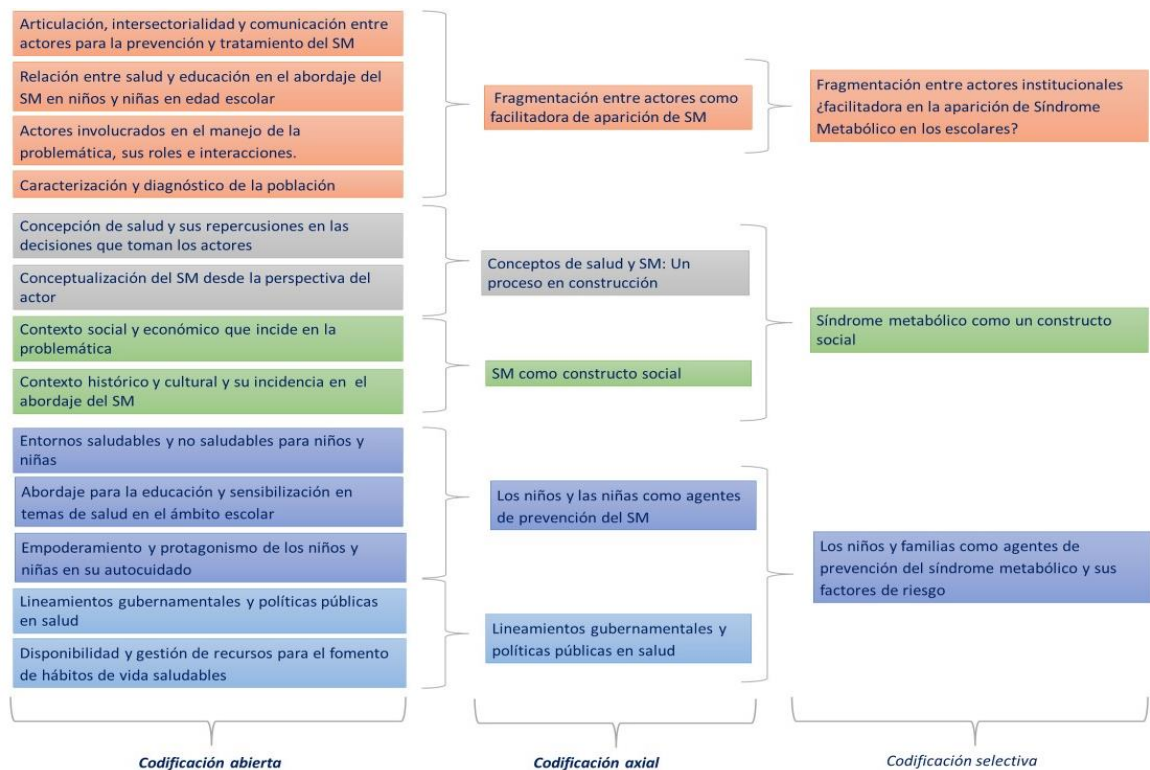 Articulación, intersectorialidad y comunicación entre
actores para la prevención y tratamiento del SM
Relación entre salud y educación en el abordaje del
SM en niños y niñas en edad escolar
Actores involucrados en el manejo de la
problemática, sus roles e interacciones.
Caracterización y diagnóstico de la población
Concepción de salud y sus repercusiones en las
decisiones que toman los actores
Conceptualización del SM desde la perspectiva del
actor
Contexto social y económico que incide en la
problemática
Contexto histórico y cultural y su incidencia en el
abordaje del SM
Entornos saludables y no saludables para niños y
niñas
Abordaje para la educación y sensibilización en
temas de salud en el ámbito escolar
Empoderamiento y protagonismo de los niños y
niñas en su autocuidado
Lineamientos gubernamentales y políticas públicas
en salud
Disponibilidad y gestión de recursos para el fomento
de hábitos de vida saludables
Codificación abierta
Fragmentación entre actores como
facilitadora de aparición de SM
Conceptos de salud y SM: Un
proceso en construcción
SM como constructo social
Los niños y las niñas como agentes
de prevención del SM
Lineamientos gubernamentales y
políticas públicas en salud
Codificación axial
Fragmentación entre actores institucionales
¿facilitadora en la aparición de Síndrome
Metabólico en los escolares?
Síndrome metabólico como un constructo
social
Los niños y familias como agentes de
prevención del síndrome metabólico y sus
factores de riesgo
Codificación selectiva